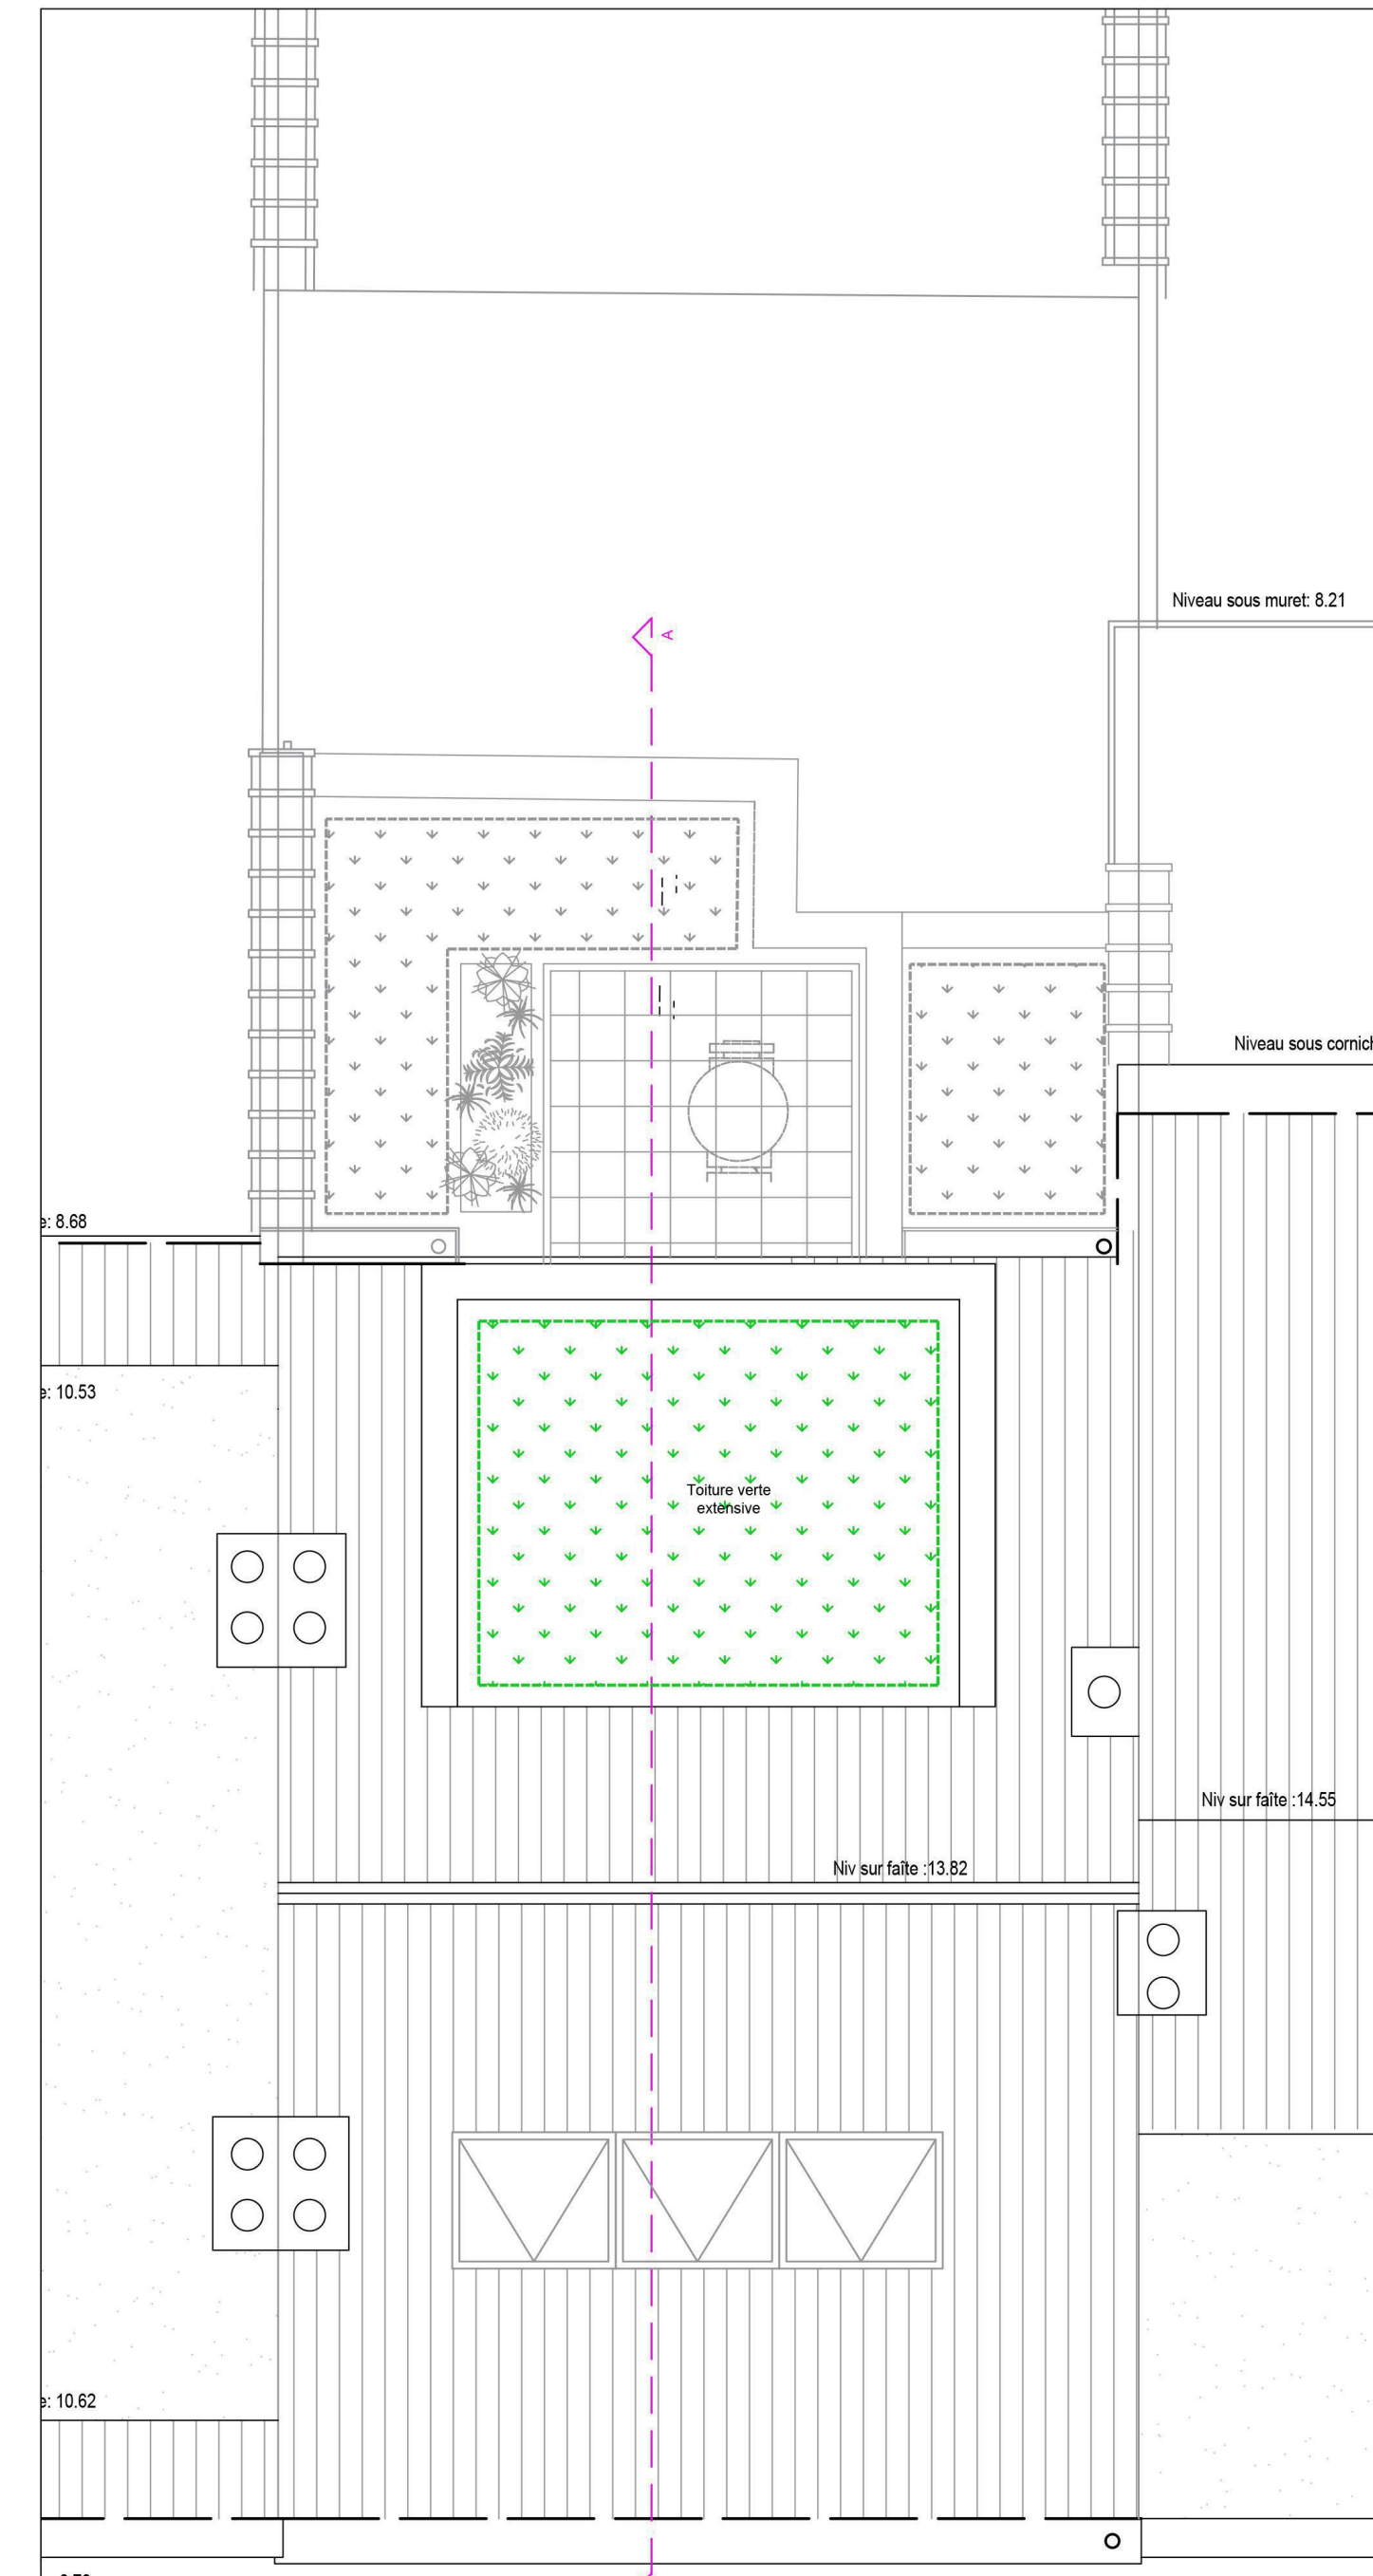 Niveau sous muret: 8.21
A
Niveau sous cornich
e: 8.68
e: 10.53
Toiture verte
extensive
Niv sur faîte :14.55
Niv sur faîte :13.82
e: 10.62